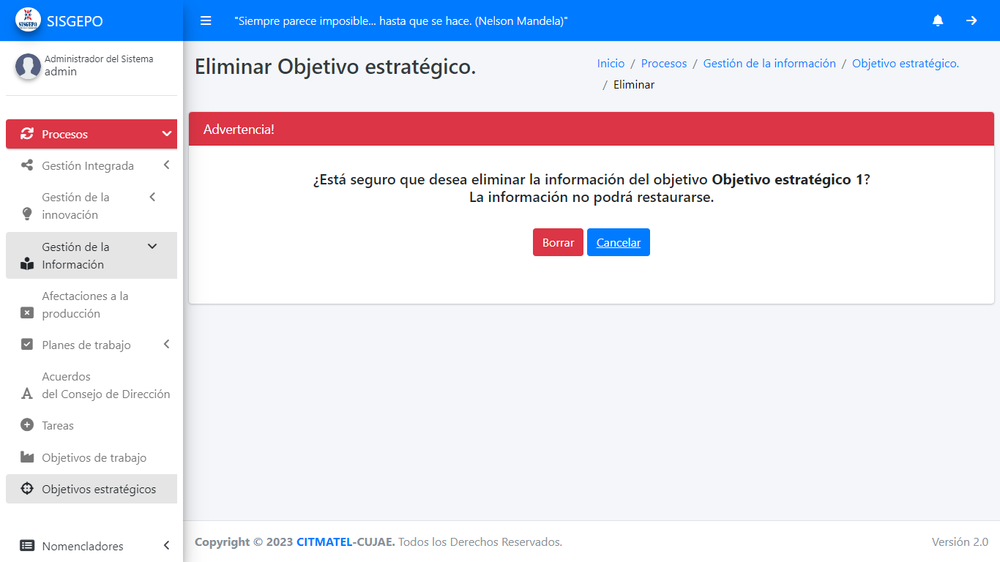 SISGEPO
SISGEPO
"Siempre parece imposible... hasta que se hace. (Nelson Mandela)"
Administrador del Sistema
admin
Procesos
Gestión Integrada
Gestión de la
innovación
Gestión de la
Información
Afectaciones a la
producción
Planes de trabajo
Acuerdos
del Consejo de Dirección
Tareas
Objetivos de trabajo
Objetivos estratégicos
Nomencladores
Eliminar Objetivo estratégico.
Inicio / Procesos / Gestión de la información / Objetivo estratégico.
/ Eliminar
Advertencia!
¿Está seguro que desea eliminar la información del objetivo Objetivo estratégico 1?
La información no podrá restaurarse.
Borrar Cancelar
Copyright © 2023 CITMATEL-CUJAE. Todos los Derechos Reservados.
Versión 2.0